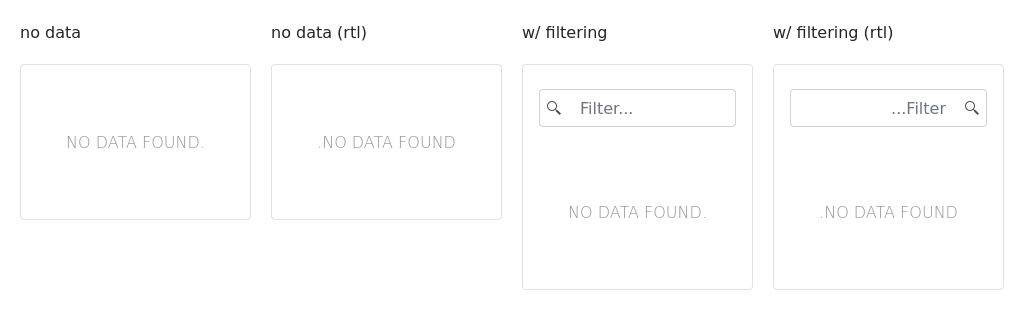 no data
NO DATA FOUND.
no data (rtl)
.NO DATA FOUND
w/ filtering
Filter...
NO DATA FOUND.
w/ filtering (rtl)
...Filter
.NO DATA FOUND